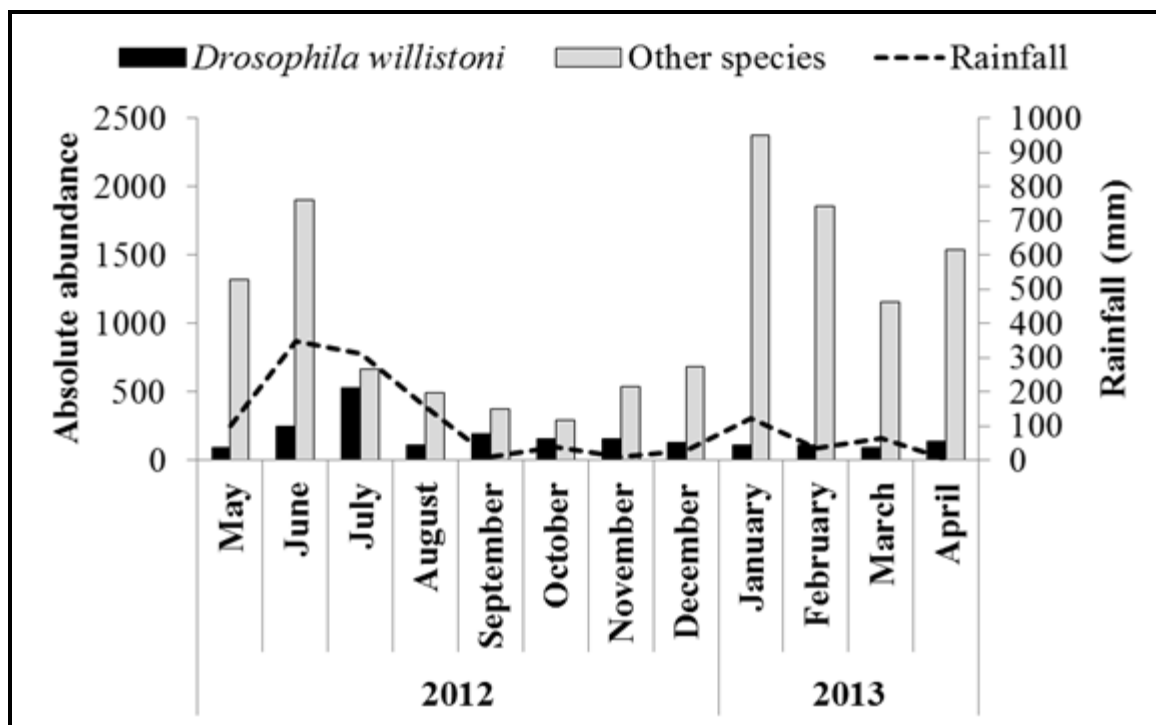 Drosophila willistoni Other species Rainfall
Absolute abundance
2500
2000
1500
1000
500
0
1000
900
800
700
600
500
400
300
200
100
0
Rainfall (mm)
May
June
July
August
September
October
November
December
January
February
March
April
2012 2013